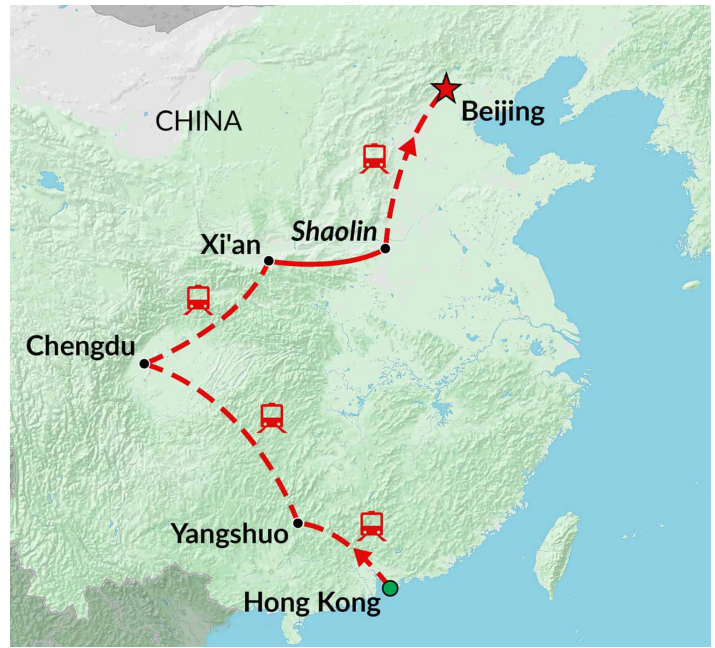 Beijing
CHINA
Shaolin
Xi'an
Chengdu
Yangshuo
Hong Kong